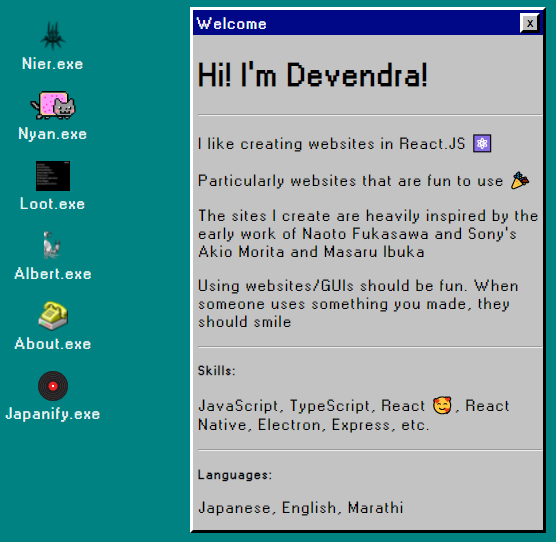 Nier.exe
Nyan.exe
Loot.exe
Albert.exe
About.exe
Japanify.exe
Welcome
x
Hi! I'm Devendra!
I like creating websites in React.JS ⚛️
Particularly websites that are fun to use 🎉
The sites I create are heavily inspired by the
early work of Naoto Fukasawa and Sony's
Akio Morita and Masaru Ibuka
Using websites/GUIs should be fun. When
someone uses something you made, they
should smile
Skills:
JavaScript, TypeScript, React 🥰, React
Native, Electron, Express, etc.
Languages:
Japanese, English, Marathi